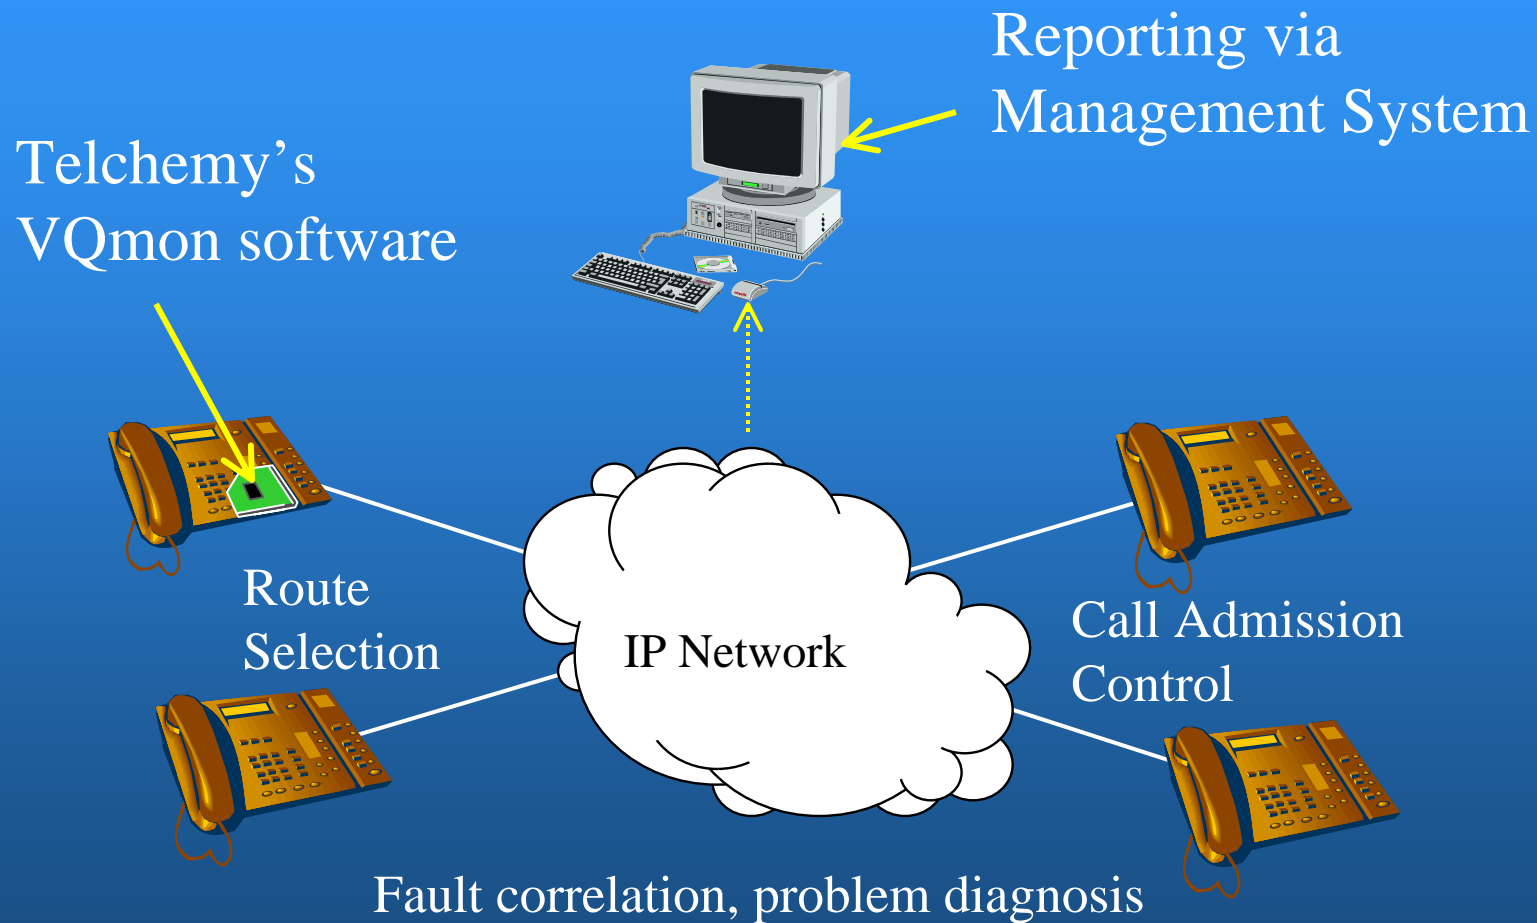 Reporting via
Management System
Telchemy’s
VQmon software
Route
Selection
IP Network
Call Admission
Control
Fault correlation, problem diagnosis